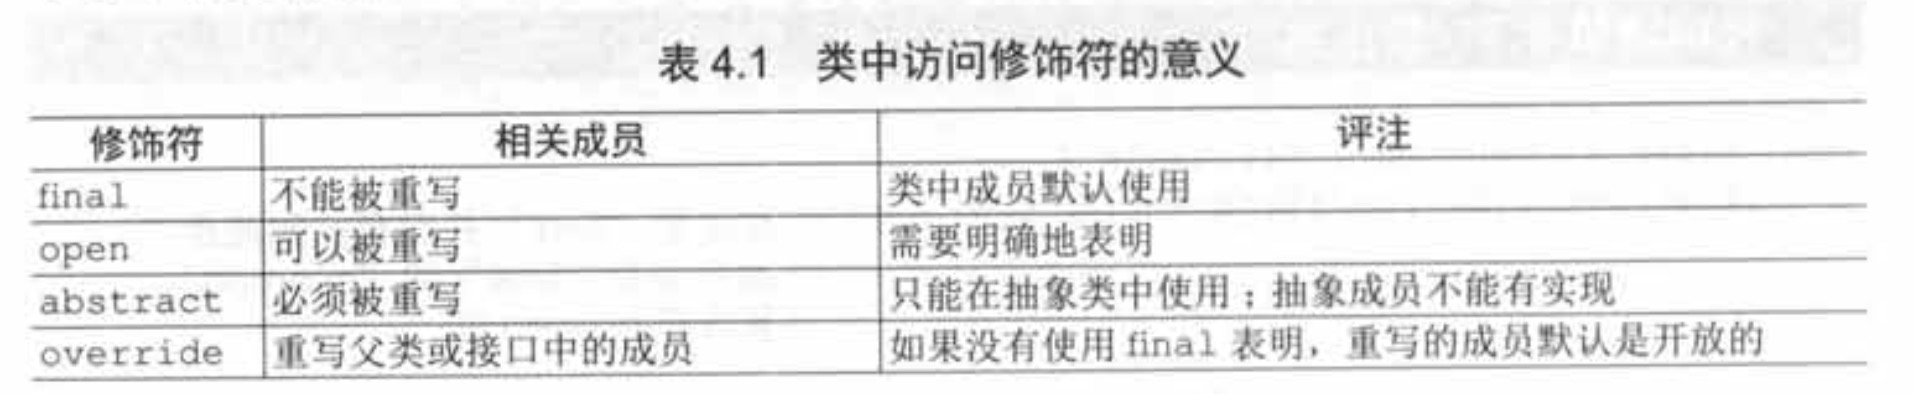 表 4.1 类中访问修饰符的意义
修饰符 相关成员 评注
final 不能被重写 类中成员默认使用
open 可以被重写 需要明确地表明
abstract 必须被重写 只能在抽象类中使用；抽象成员不能有实现
override 重写父类或接口中的成员 如果没有使用 final 表明，重写的成员默认是开放的